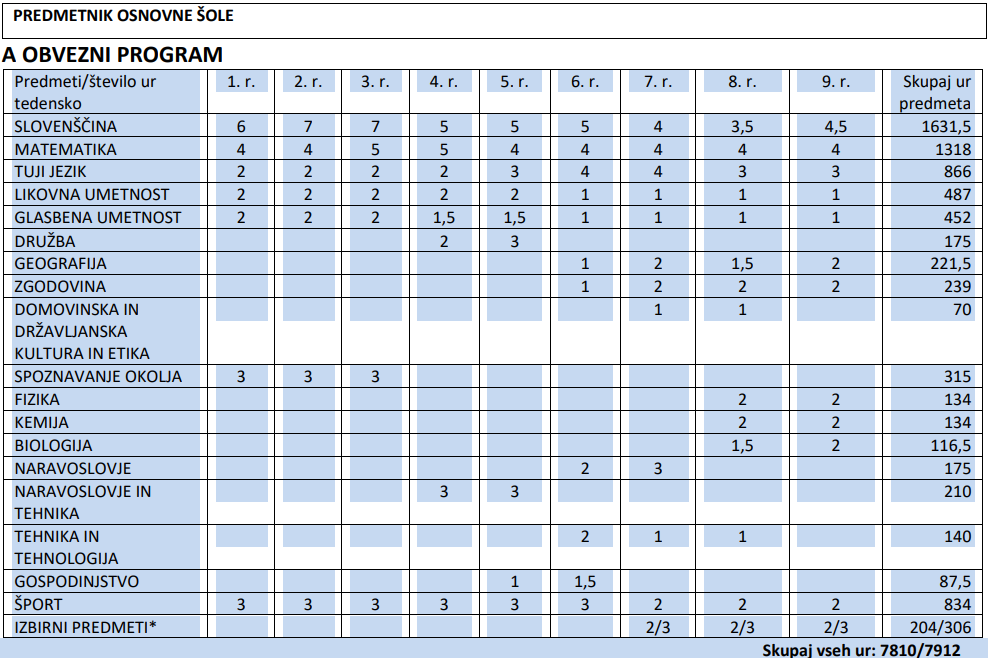 PREDMETNIK OSNOVNE ŠOLE
A OBVEZNI PROGRAM
Predmeti/število ur tedensko 1. r. 2. r. 3. r. 4. r. 5. r. 6. r. 7. r. 8. r. 9. r. Skupaj ur predmeta
SLOVENŠČINA 6 7 7 5 5 5 4 3,5 4,5 1631,5
MATEMATIKA 4 4 5 5 4 4 4 4 4 1318
TUJI JEZIK 2 2 2 2 3 4 4 3 3 866
LIKOVNA UMETNOST 2 2 2 2 2 1 1 1 1 487
GLASBENA UMETNOST 2 2 2 1,5 1,5 1 1 1 1 452
DRUŽBA 2 3 175
GEOGRAFIJA 1 2 1,5 2 221,5
ZGODOVINA 1 2 2 2 239
DOMOVINSKA IN 1 1 70
DRŽAVLJANSKA
KULTURA IN ETIKA
SPOZNAVANJE OKOLJA 3 3 3 315
FIZIKA 2 2 134
KEMIJA 2 2 134
BIOLOGIJA 1,5 2 116,5
NARAVOSLOVJE 2 3 175
NARAVOSLOVJE IN 3 3 210
TEHNIKA
TEHNIKA IN 2 1 1 140
TEHNOLOGIJA
GOSPODINJSTVO 1 1,5 87,5
ŠPORT 3 3 3 3 3 3 2 2 2 834
IZBIRNI PREDMETI* 2/3 2/3 2/3 204/306
Skupaj vseh ur: 7810/7912